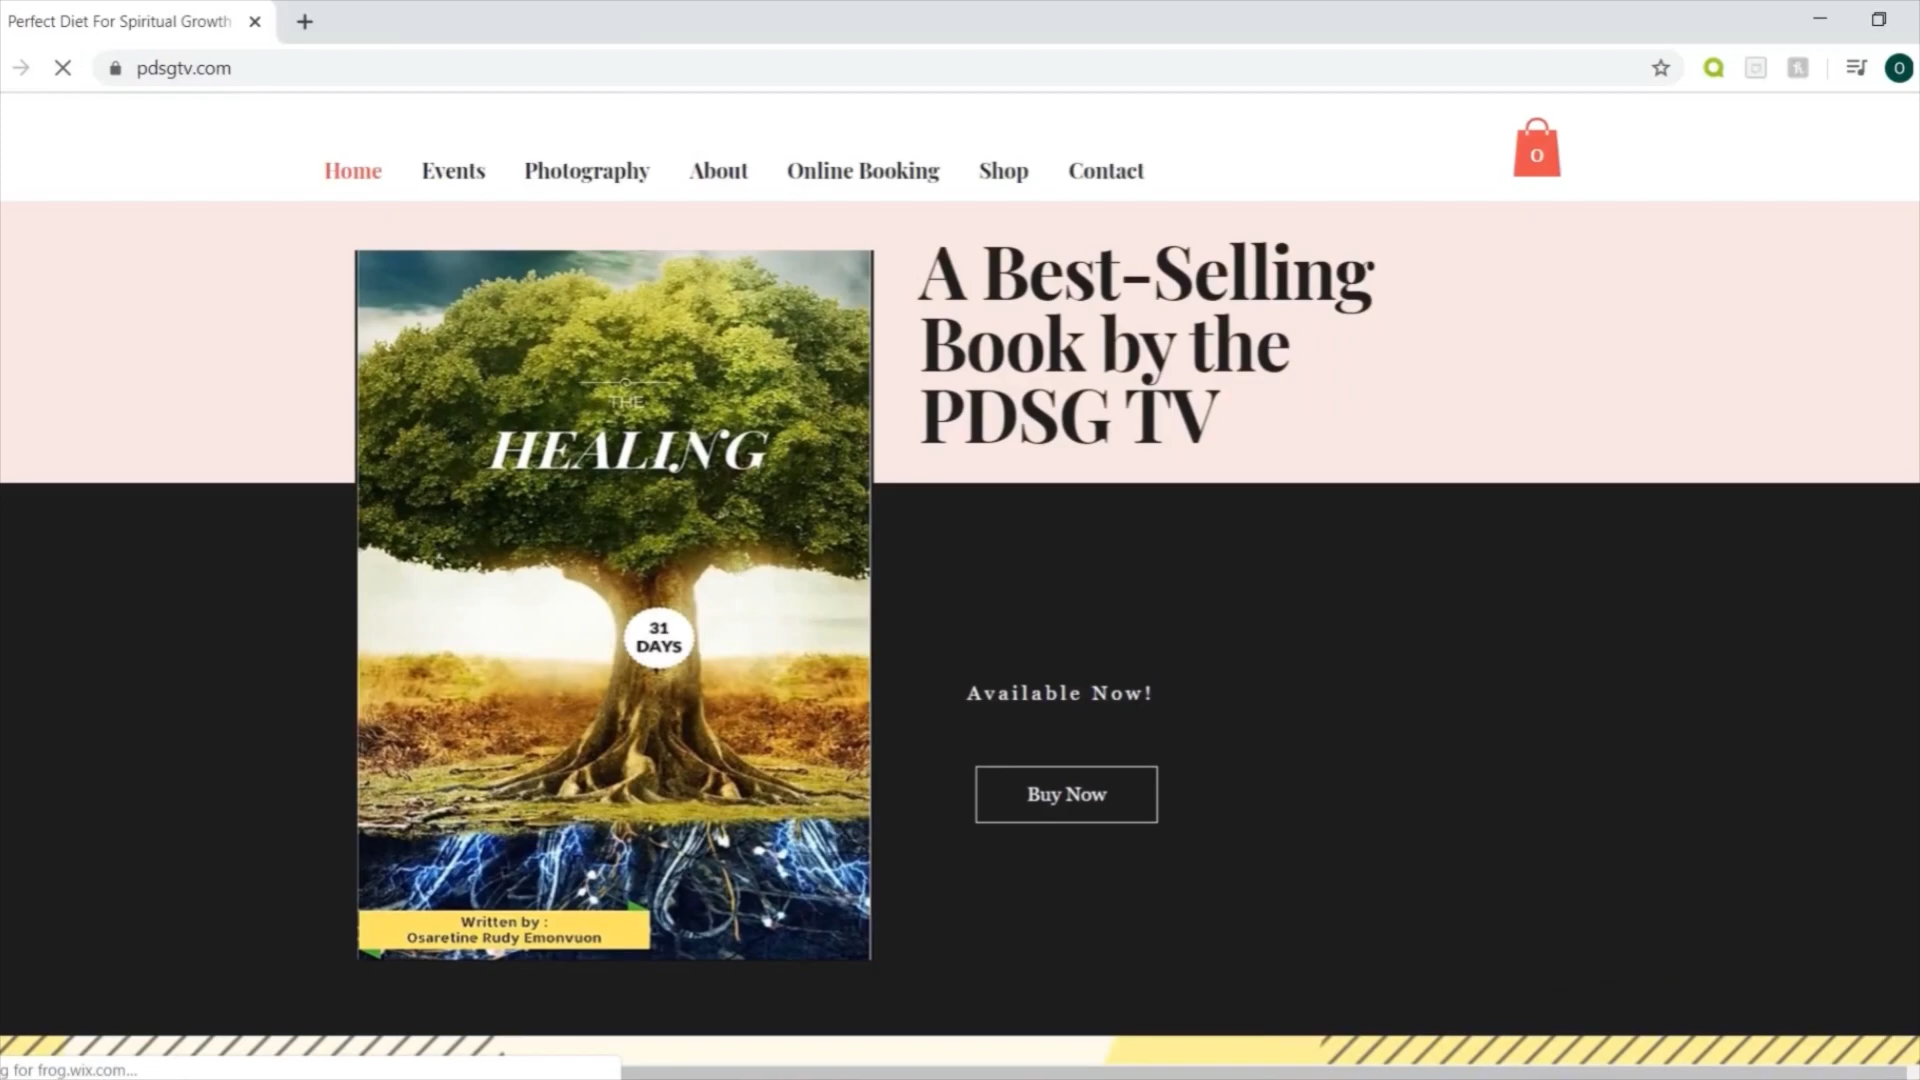 Perfect Diet For Spiritual Growth
pdsgtv.com
O
Home Events Photography About Online Booking Shop Contact
0
A Best-Selling
Book by the
PDSG TV
THE
HEALING
31
DAYS
Available Now!
Buy Now
Written by :
Osaretine Rudy Emonvuon
g for frog.wix.com...